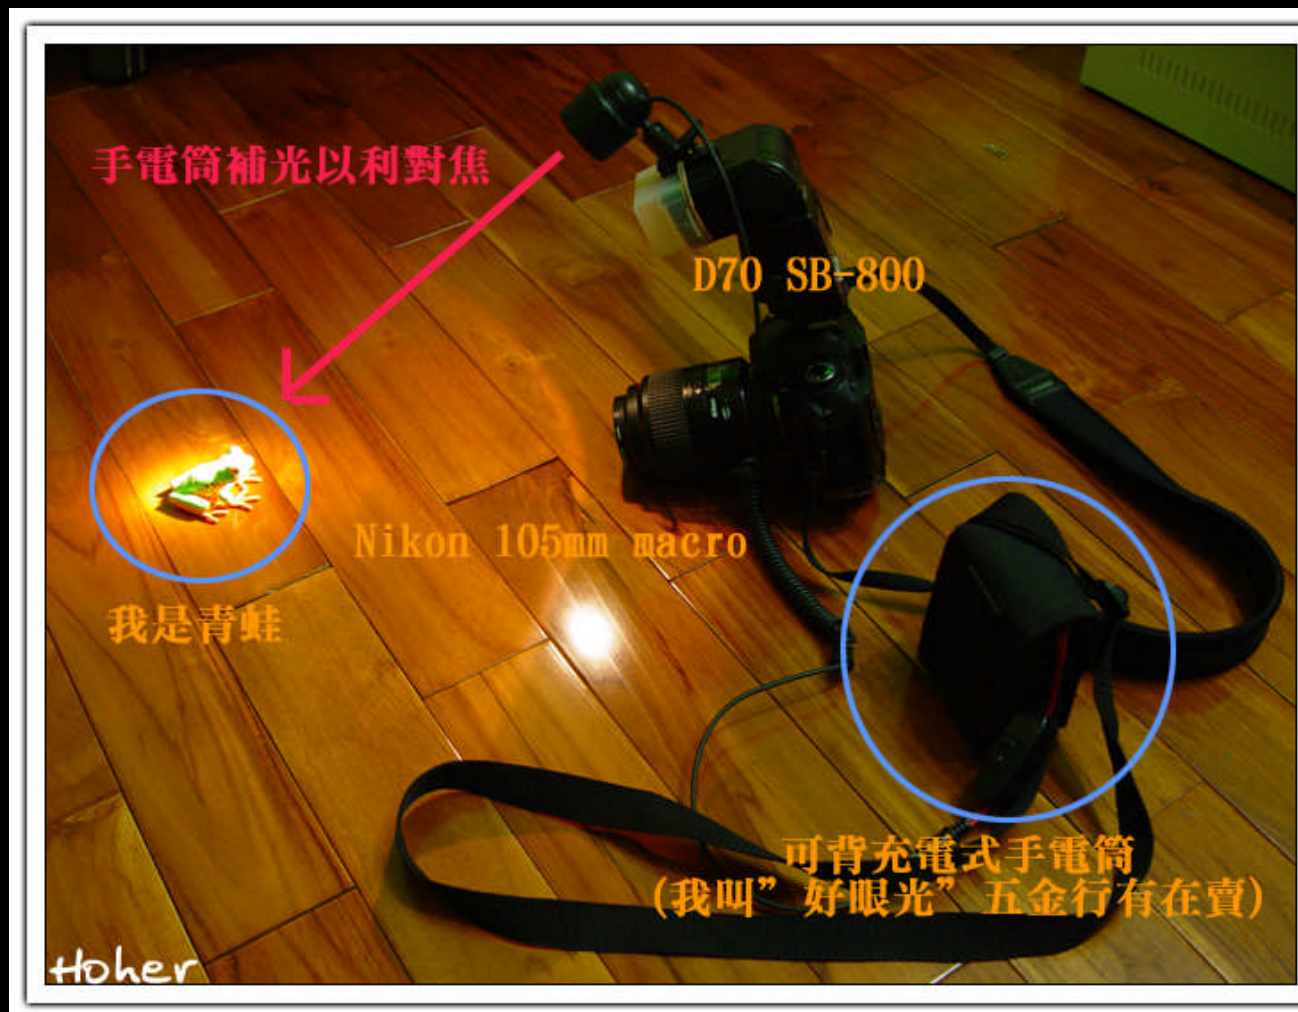 手電筒補光以利對焦
D70 SB-800
Nikon 105mm macro
我是青蛙
可背充電式手電筒
(我叫”好眼光”五金行有在賣)
Hoher